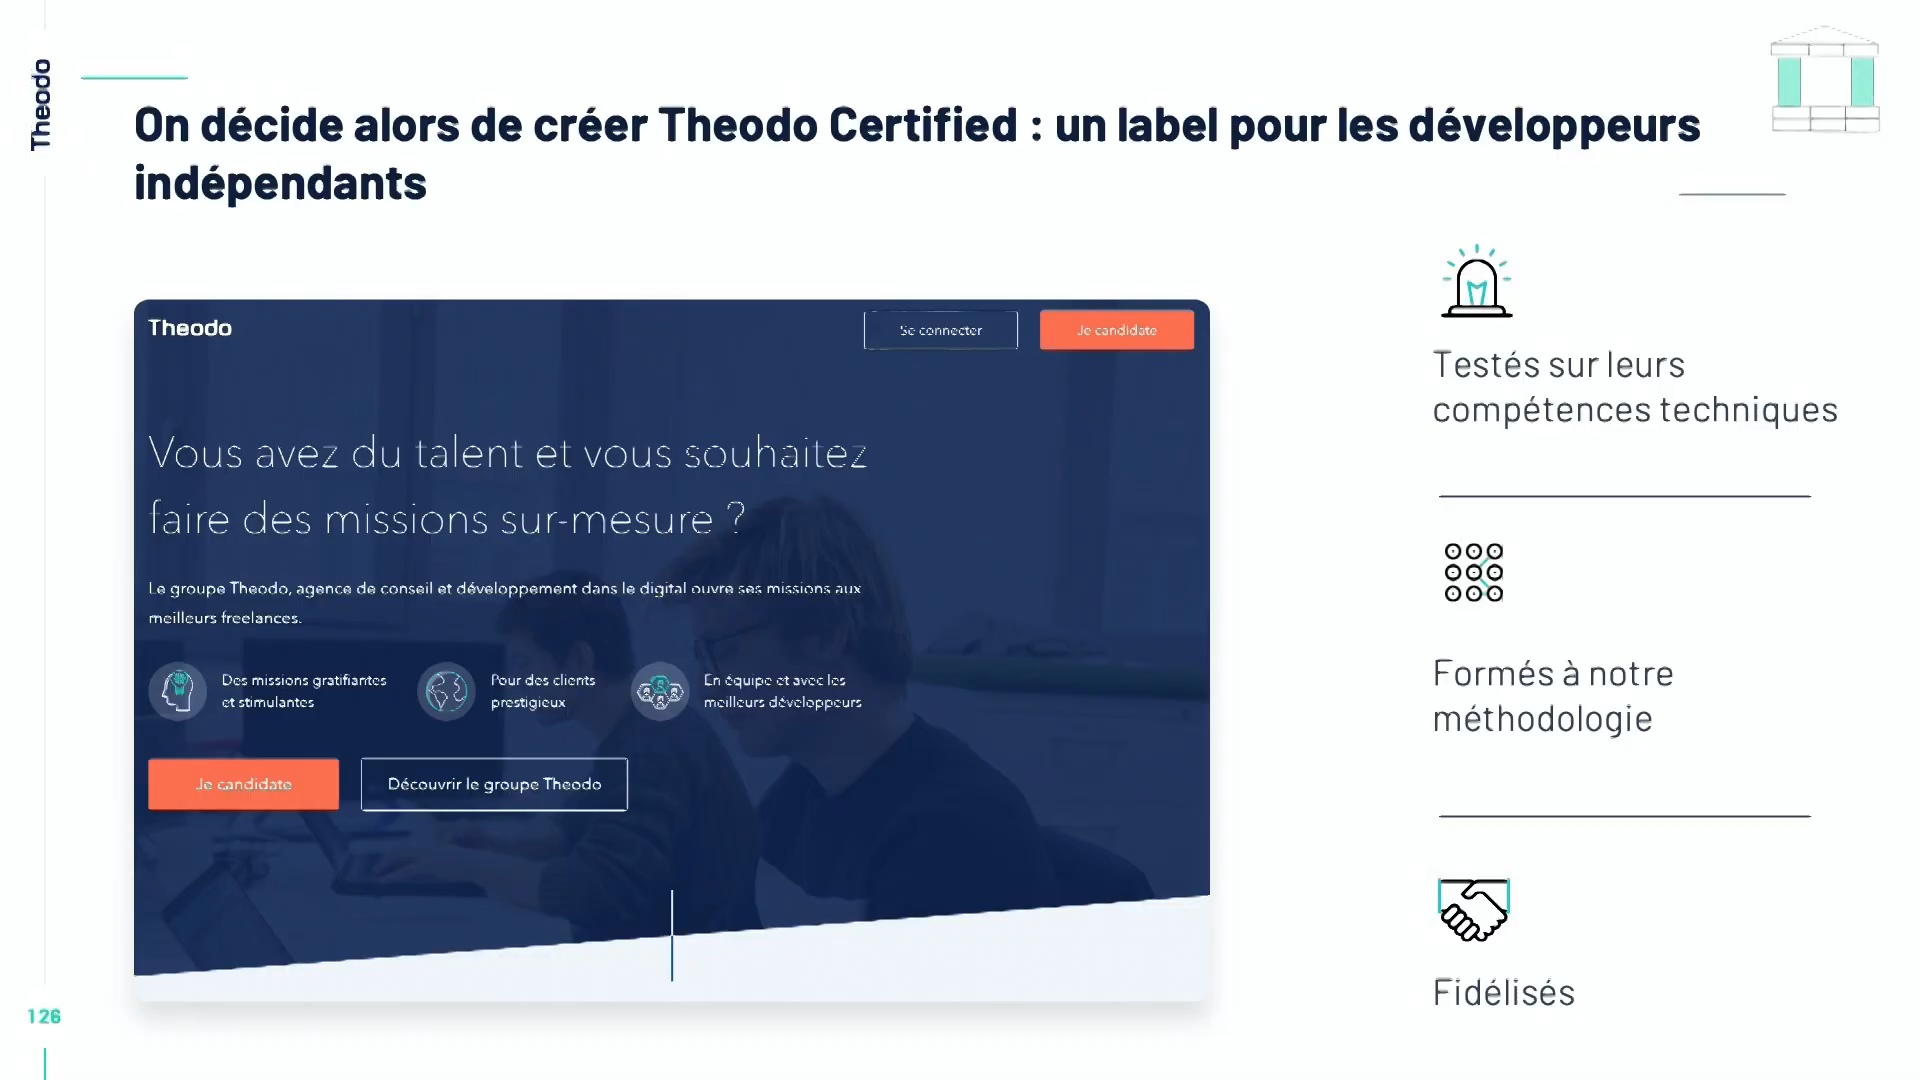 Theodo
On décide alors de créer Theodo Certified : un label pour les développeurs
indépendants
Theodo
Se connecter
Je candidate
Vous avez du talent et vous souhaitez
faire des missions sur-mesure ?
Le groupe Theodo, agence de conseil et développement dans le digital ouvre ses missions aux
meilleurs freelances.
Des missions gratifiantes
et stimulantes
Pour des clients
prestigieux
En équipe et avec les
meilleurs développeurs
Je candidate
Découvrir le groupe Theodo
Testés sur leurs
compétences techniques
Formés à notre
méthodologie
Fidélisés
126